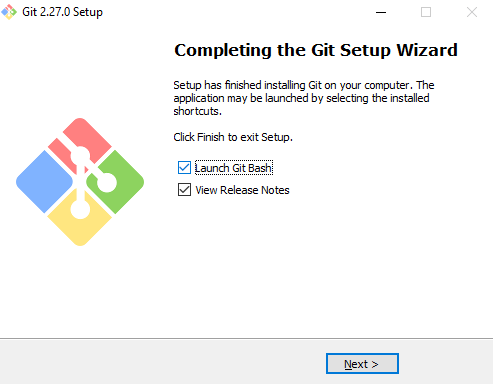 Git 2.27.0 Setup
Completing the Git Setup Wizard
Setup has finished installing Git on your computer. The
application may be launched by selecting the installed
shortcuts.
Click Finish to exit Setup.
Launch Git Bash
View Release Notes
Next >